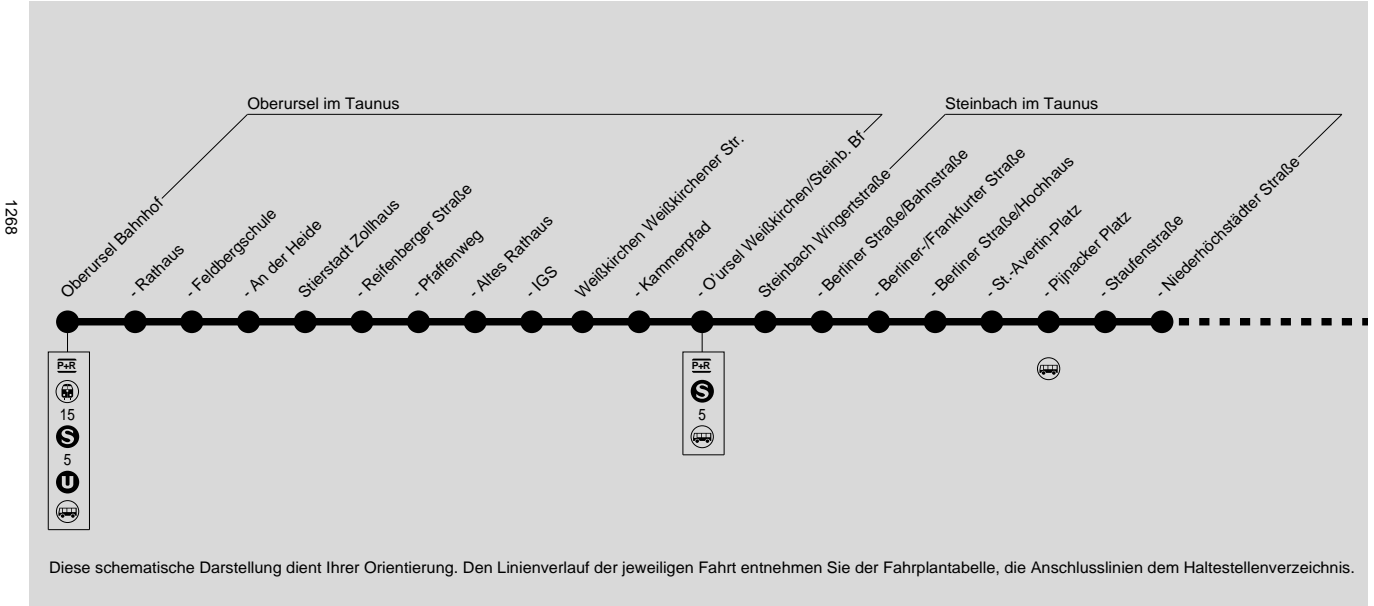 1268
Oberursel im Taunus
Steinbach im Taunus
Oberursel Bahnhof
- Rathaus
- Feldbergschule
- An der Heide
Stierstadt Zollhaus
- Reifenberger Straße
- Pfaffenweg
- Altes Rathaus
- IGS
Weißkirchen Weißkirchener Str.
- Kammerpfad
- O'ursel Weißkirchen/Steinb. Bf
Steinbach Wingertstraße
- Berliner Straße/Bahnstraße
- Berliner-/Frankfurter Straße
- Berliner Straße/Hochhaus
- St.-Avertin-Platz
- Pijnacker Platz
- Staufenstraße
- Niederhöchstädter Straße
P+R
15
S
5
U
P+R
S
5
Diese schematische Darstellung dient Ihrer Orientierung. Den Linienverlauf der jeweiligen Fahrt entnehmen Sie der Fahrplantabelle, die Anschlusslinien dem Haltestellenverzeichnis.